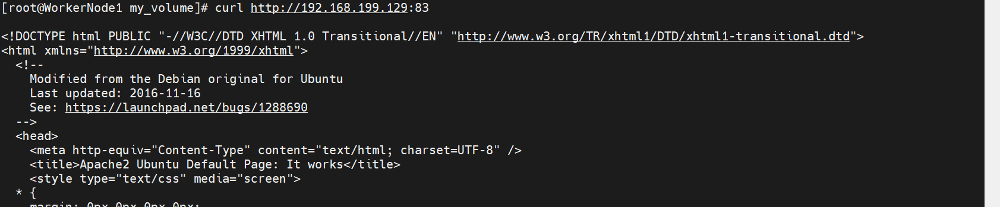 [root@WorkerNode1 my_volume]# curl http://192.168.199.129:83
<!DOCTYPE html PUBLIC "-//W3C//DTD XHTML 1.0 Transitional//EN" "http://www.w3.org/TR/xhtml1/DTD/xhtml1-transitional.dtd">
<html xmlns="http://www.w3.org/1999/xhtml">
<!--
Modified from the Debian original for Ubuntu
Last updated: 2016-11-16
See: https://launchpad.net/bugs/1288690
-->
<head>
<meta http-equiv="Content-Type" content="text/html; charset=UTF-8" />
<title>Apache2 Ubuntu Default Page: It works</title>
<style type="text/css" media="screen">
* {
margin: 0px 0px 0px 0px;